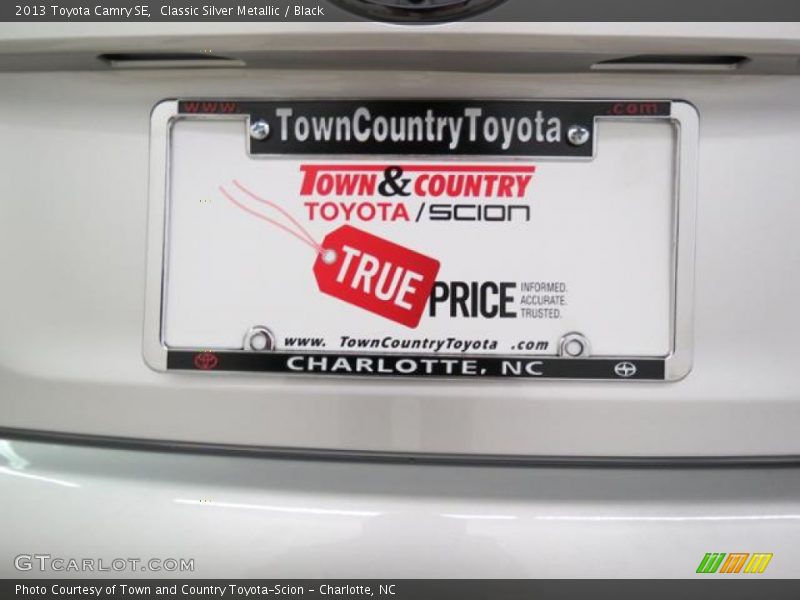 2013 Toyota Camry SE,  Classic Silver Metallic / Black
www. .com
TownCountryToyota
TOWN & COUNTRY
TOYOTA / SCION
TRUE
PRICE
INFORMED.
ACCURATE.
TRUSTED.
www. TownCountryToyota .com
CHARLOTTE, NC
GTCARLOT.COM
Photo Courtesy of Town and Country Toyota-Scion - Charlotte, NC